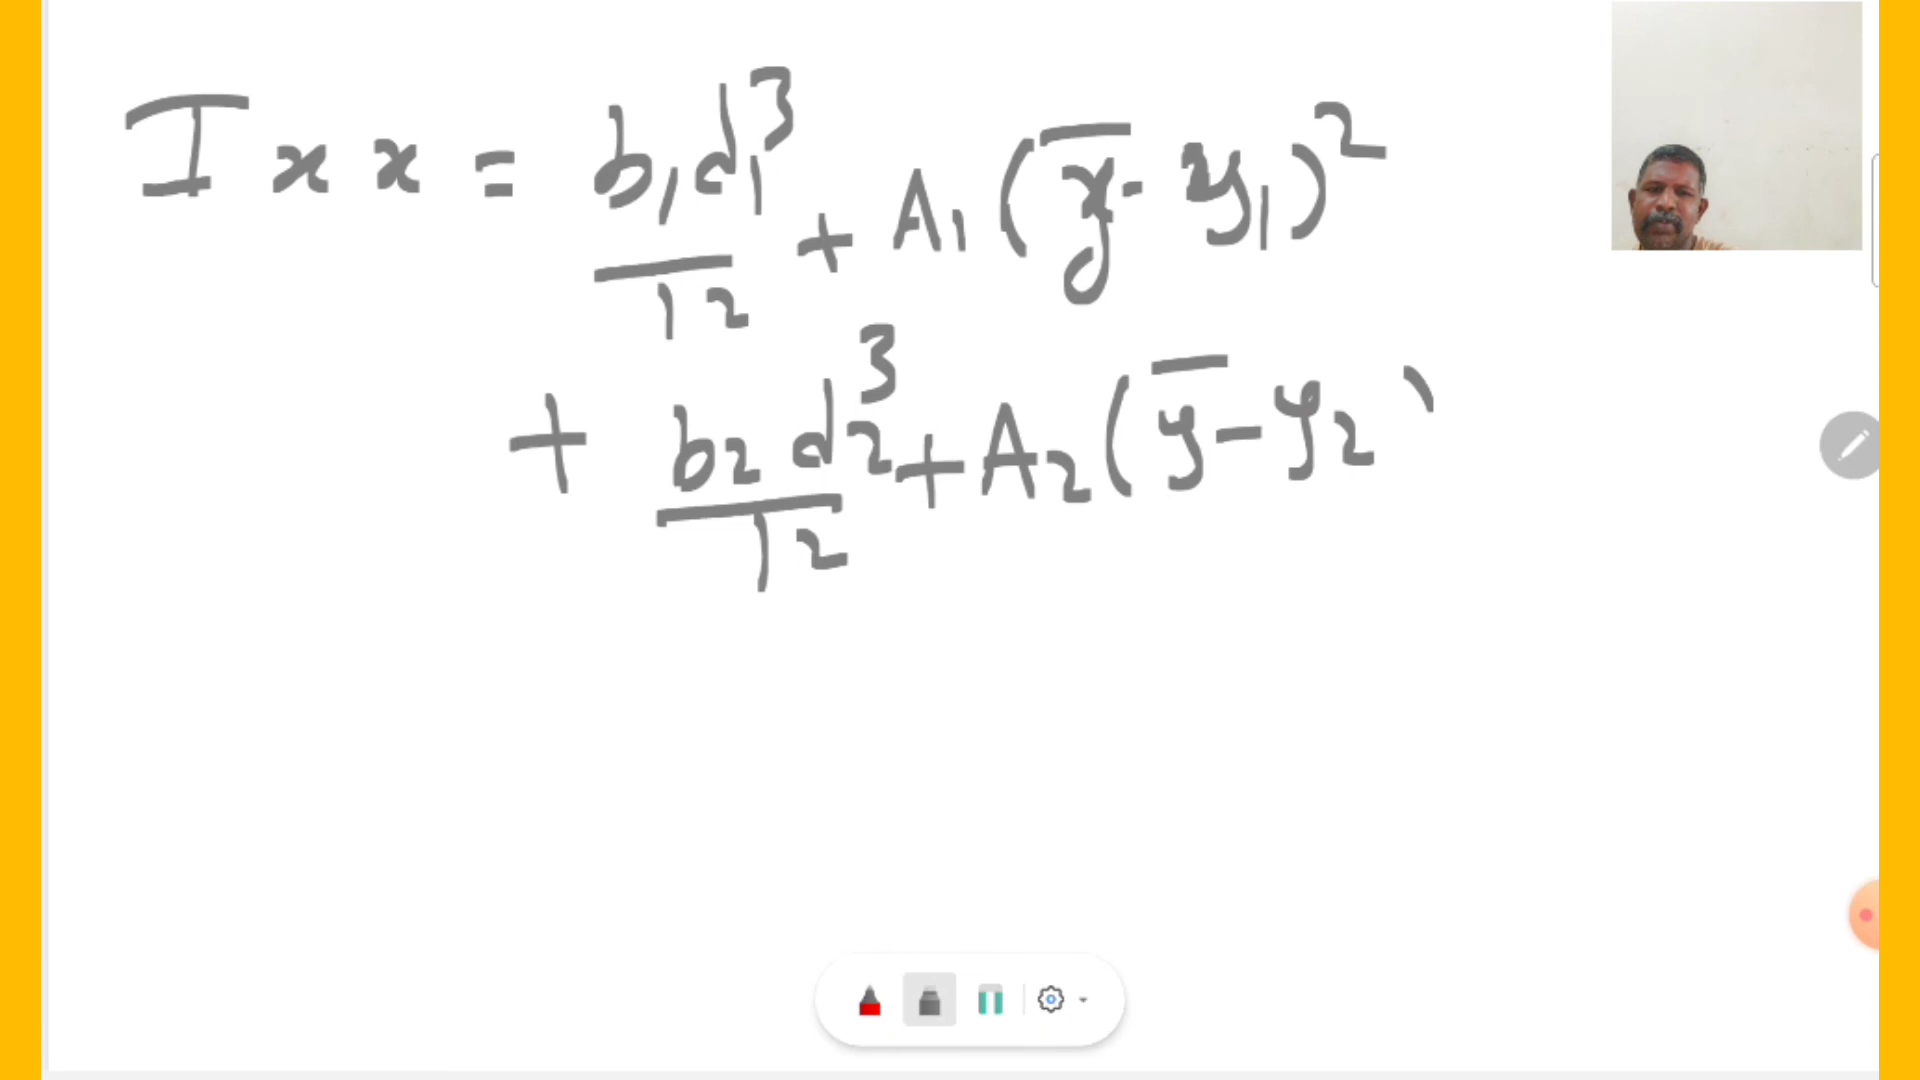 Ixx = b₁d₁³/12 + A₁(y̅ - y₁)²
+ b₂d₂³/12 + A₂(y̅ - y₂)